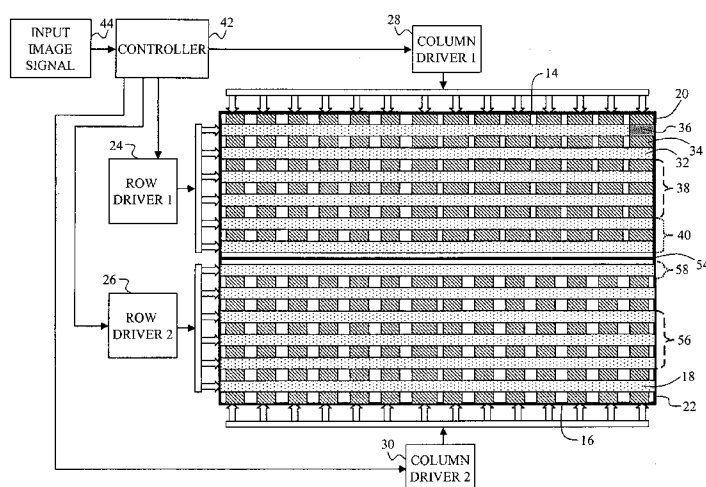 44
INPUT
IMAGE
SIGNAL
42
CONTROLLER
28
COLUMN
DRIVER 1
14
20
36
34
32
38
24
ROW
DRIVER 1
40
54
58
26
ROW
DRIVER 2
56
18
22
16
30
COLUMN
DRIVER 2